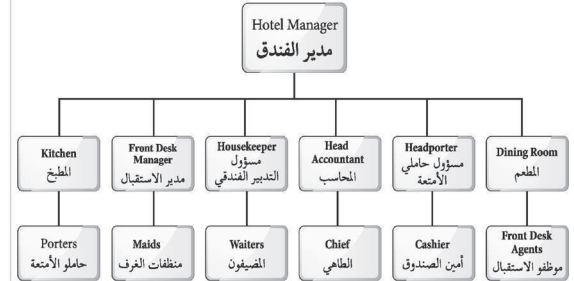 Hotel Manager
مدير الفندق
Kitchen
المطبخ
Front Desk
Manager
مدير الاستقبال
Housekeeper
مسؤول
التدبير الفندقي
Head
Accountant
المحاسب
Headporter
مسؤول حاملي
الأمتعة
Dining Room
المطعم
Porters
حاملو الأمتعة
Maids
منظفات الغرف
Waiters
المضيفون
Chief
الطاهي
Cashier
أمين الصندوق
Front Desk
Agents
موظفو الاستقبال